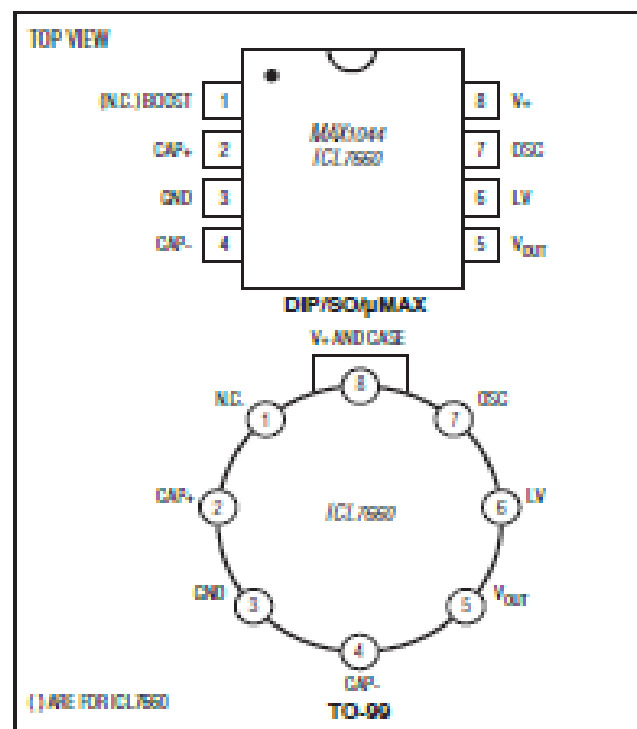 TOP VIEW
(N.C.) BOOST 1
CAP+ 2
GND 3
CAP- 4
MAX1044
ICL7660
8 V+
7 OSC
6 LV
5 VOUT
DIP/SO/µMAX
V+ AND CASE
8
N.C. 1
7 OSC
CAP+ 2
ICL7660
6 LV
GND 3
5 VOUT
4
CAP-
( ) ARE FOR ICL7660
TO-99